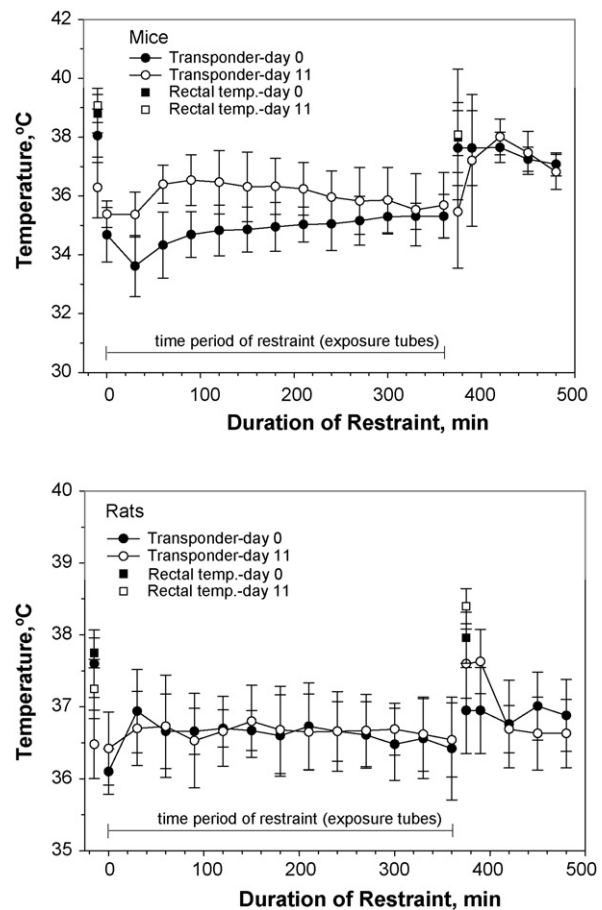 42
Mice
Transponder-day 0
Transponder-day 11
40
Rectal temp.-day 0
Rectal temp.-day 11
38
36
34
32
30
Temperature,ºC
time period of restraint (exposure tubes)
0 100 200 300 400 500
Duration of Restraint, min
40
Rats
Transponder-day 0
Transponder-day 11
Rectal temp.-day 0
Rectal temp.-day 11
39
38
37
36
35
Temperature,ºC
time period of restraint (exposure tubes)
0 100 200 300 400 500
Duration of Restraint, min